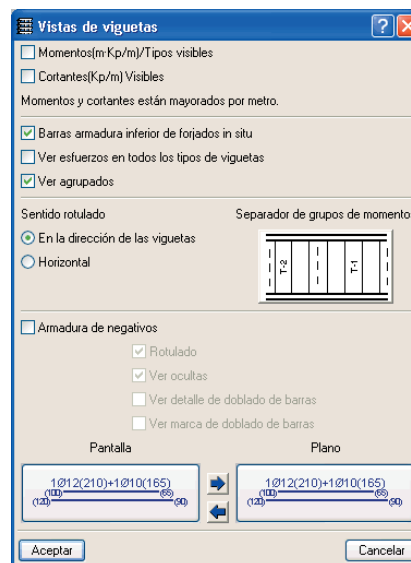 Vistas de viguetas
Momentos(m·Kp/m)/Tipos visibles
Cortantes(Kp/m) Visibles
Momentos y cortantes están mayorados por metro.
Barras armadura inferior de forjados in situ
Ver esfuerzos en todos los tipos de viguetas
Ver agrupados
Sentido rotulado
Separador de grupos de momento
En la dirección de las viguetas
Horizontal
T-2
T-1
Armadura de negativos
Rotulado
Ver ocultas
Ver detalle de doblado de barras
Ver marca de doblado de barras
Pantalla
Plano
1Ø12(210)+1Ø10(165)
(100) (65)
(120) (90)
1Ø12(210)+1Ø10(165)
(100) (65)
(120) (90)
Aceptar
Cancelar